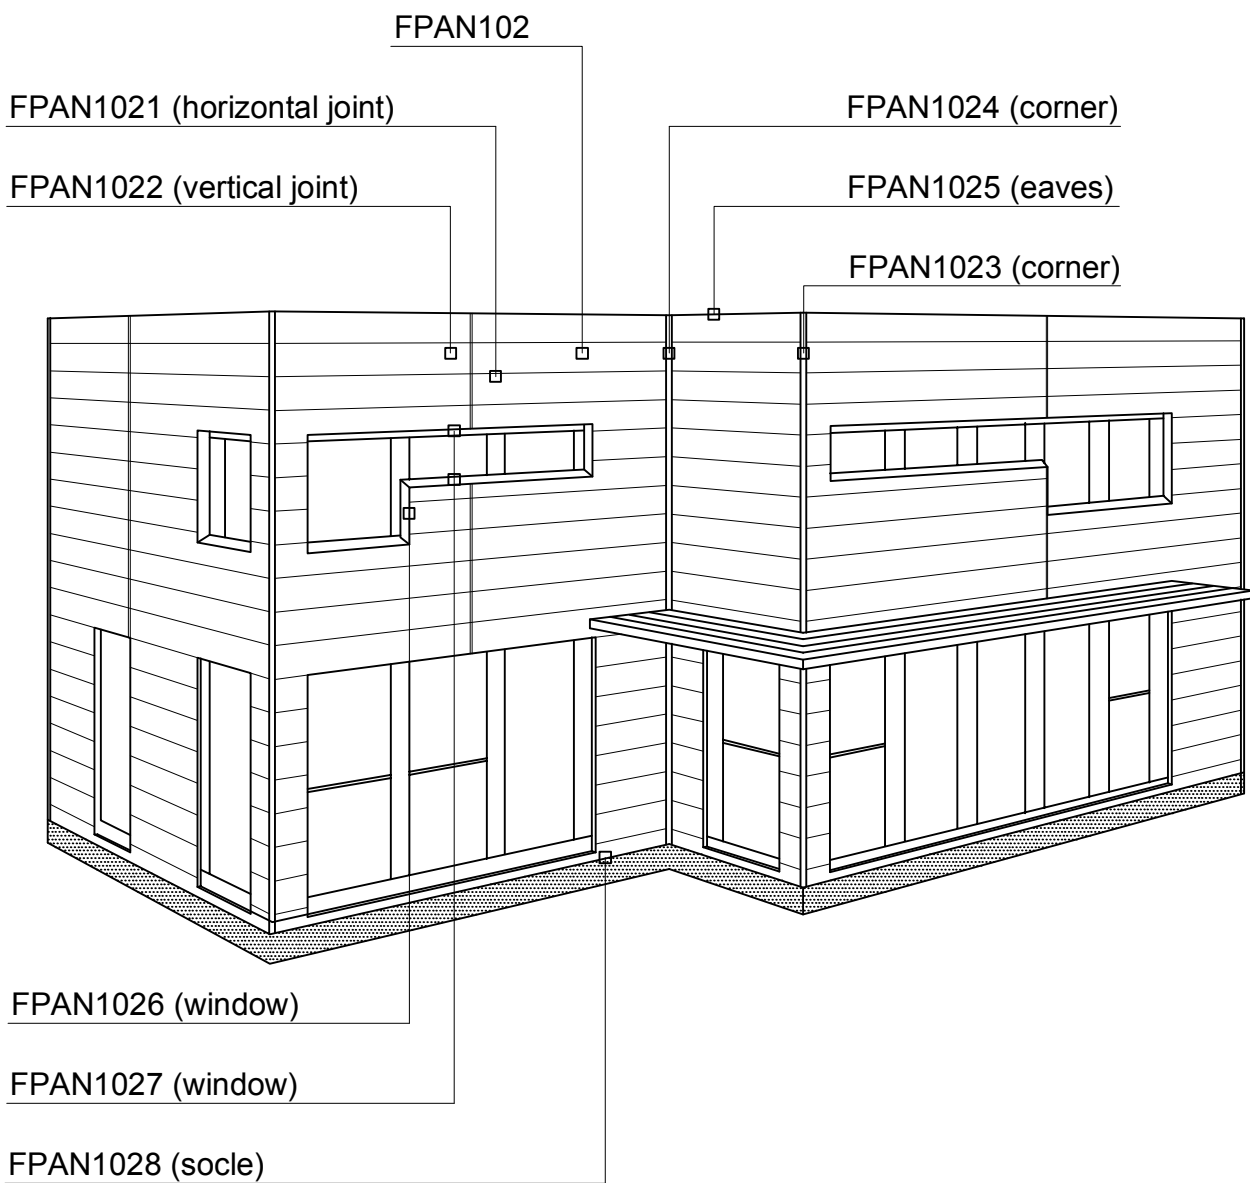 FPAN102
FPAN1021 (horizontal joint)
FPAN1024 (corner)
FPAN1022 (vertical joint)
FPAN1025 (eaves)
FPAN1023 (corner)
FPAN1026 (window)
FPAN1027 (window)
FPAN1028 (socle)